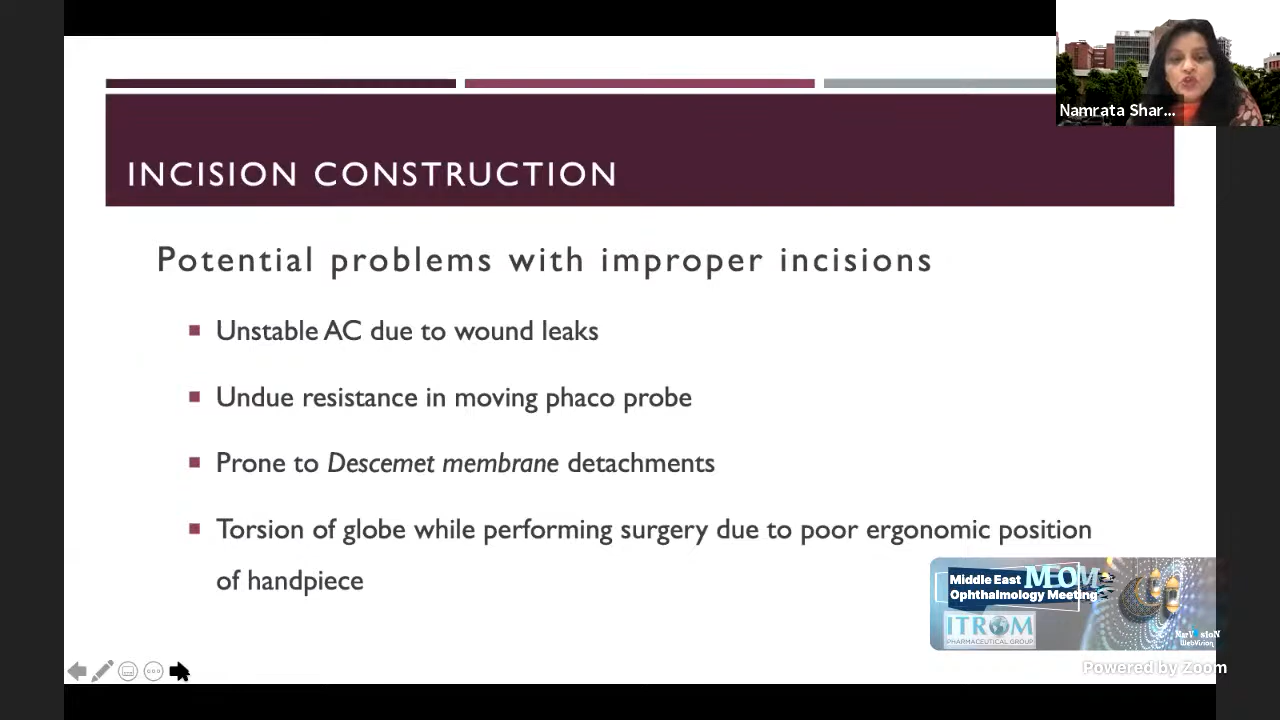 Namrata Shar...
INCISION CONSTRUCTION
Potential problems with improper incisions
Unstable AC due to wound leaks
Undue resistance in moving phaco probe
Prone to Descemet membrane detachments
Torsion of globe while performing surgery due to poor ergonomic position
of handpiece
Middle East MEOM
Ophthalmology Meeting
ITROM
PHARMACEUTICAL GROUP
WebVision
Powered by Zoom